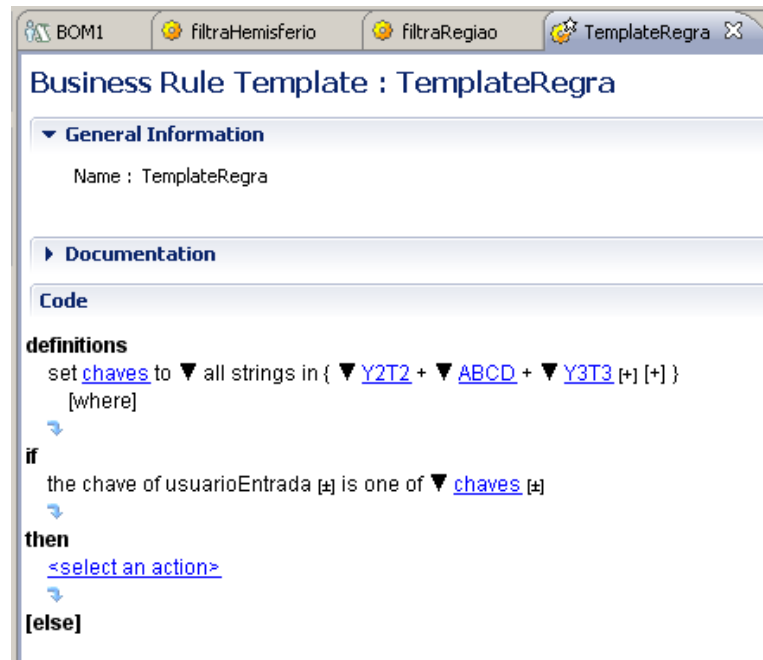 BOM1 filtraHemisferio filtraRegiao TemplateRegra
Business Rule Template : TemplateRegra
General Information
Name : TemplateRegra
Documentation
Code
definitions
set chaves to ▼ all strings in { ▼ Y2T2 + ▼ ABCD + ▼ Y3T3 [+] [+] }
[where]
if
the chave of usuarioEntrada [±] is one of ▼ chaves [±]
then
<select an action>
[else]